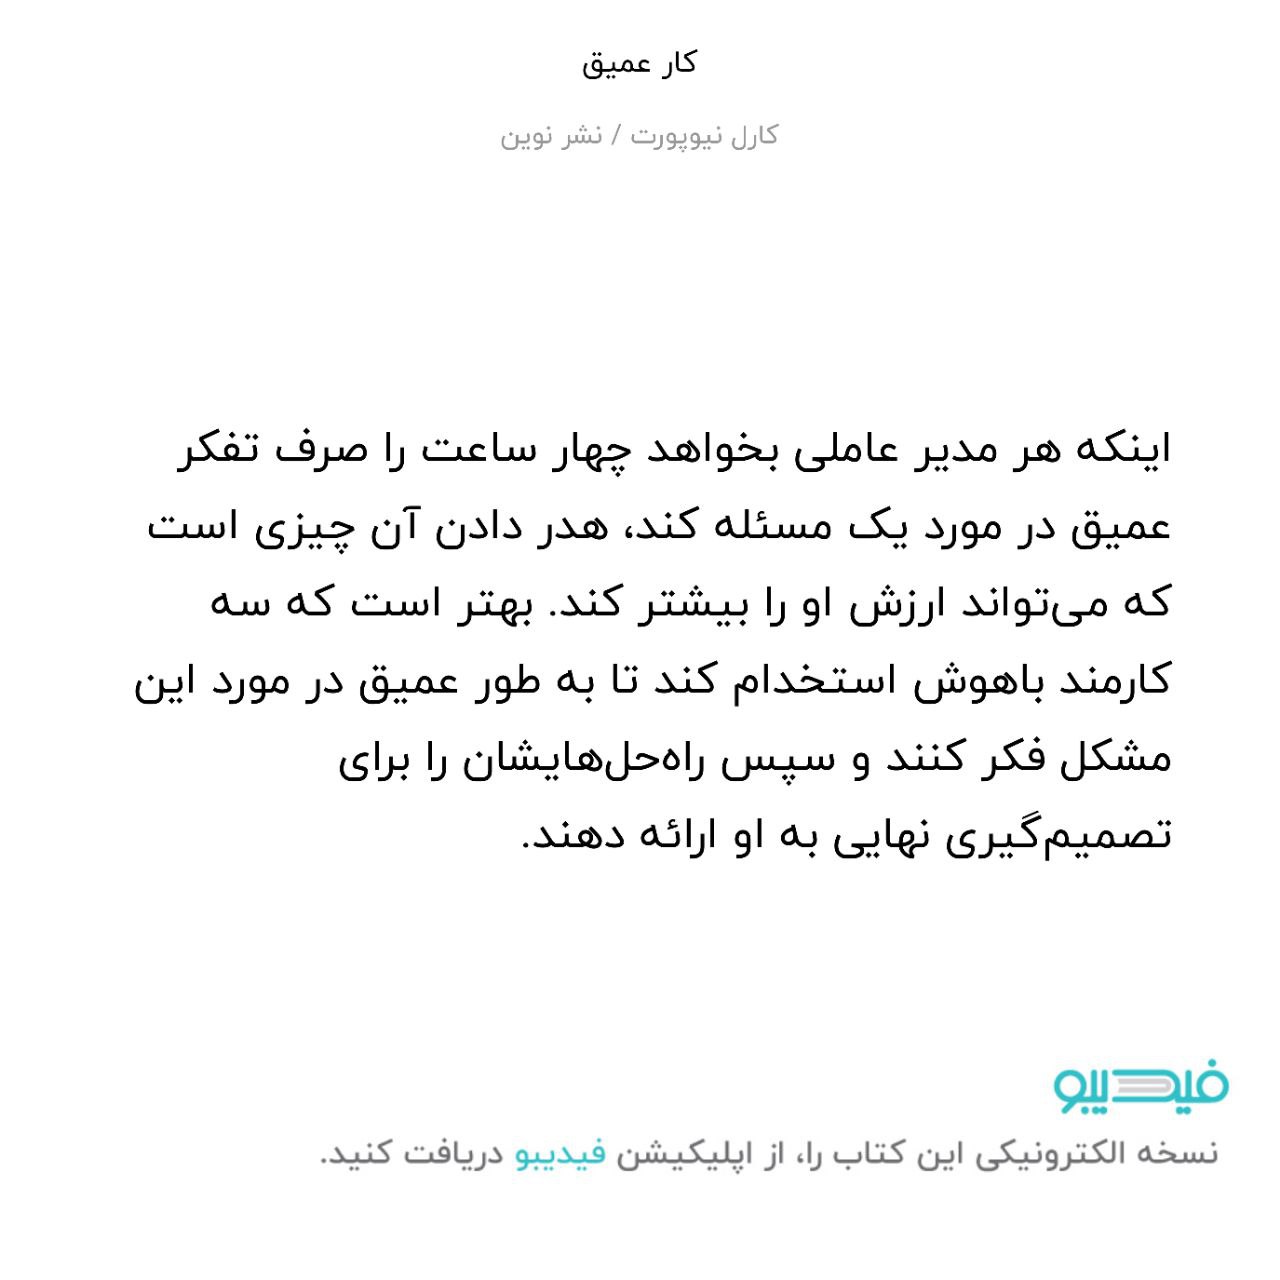 کار عمیق
کارل نیوپورت / نشر نوین
اینکه هر مدیر عاملی بخواهد چهار ساعت را صرف تفکر
عمیق در مورد یک مسئله کند، هدر دادن آن چیزی است
که می‌تواند ارزش او را بیشتر کند. بهتر است که سه
کارمند باهوش استخدام کند تا به طور عمیق در مورد این
مشکل فکر کنند و سپس راه‌حل‌هایشان را برای
تصمیم‌گیری نهایی به او ارائه دهند.
فیدیبو
نسخه الکترونیکی این کتاب را، از اپلیکیشن فیدیبو دریافت کنید.